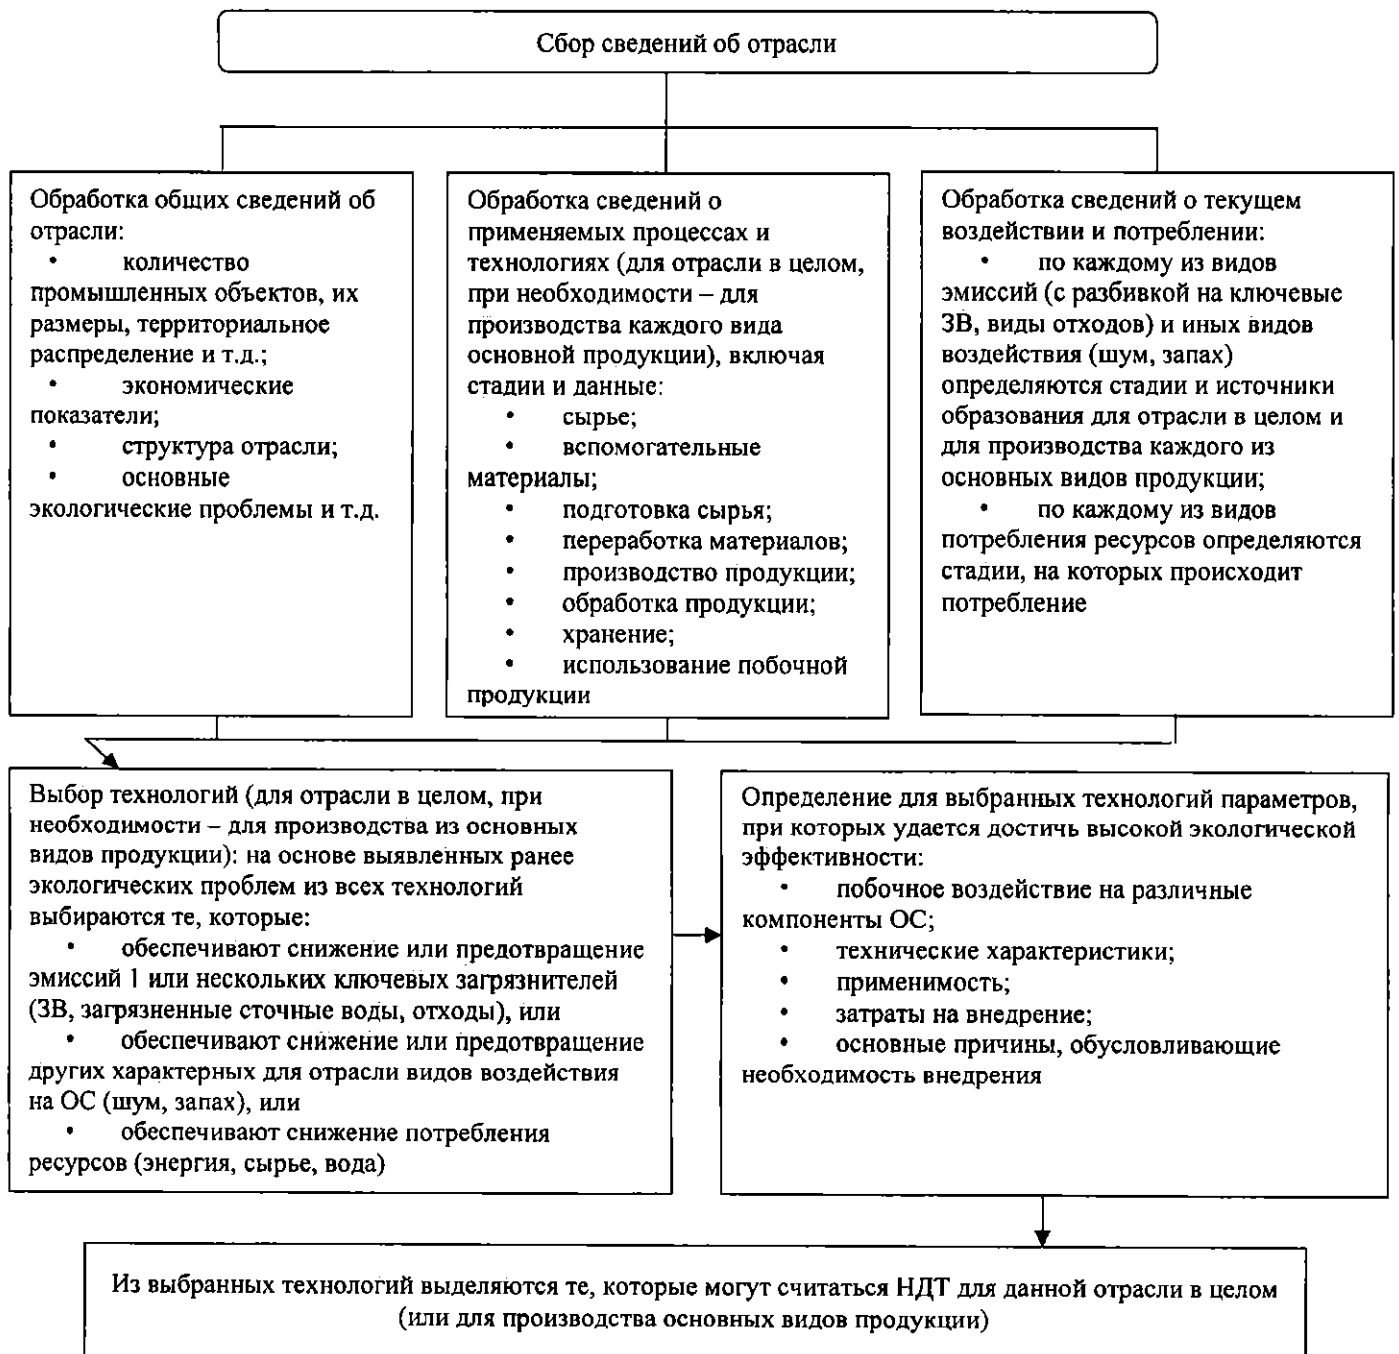 Сбор сведений об отрасли
Обработка общих сведений об
отрасли:
• количество
промышленных объектов, их
размеры, территориальное
распределение и т.д.;
• экономические
показатели;
• структура отрасли;
• основные
экологические проблемы и т.д.
Обработка сведений о
применяемых процессах и
технологиях (для отрасли в целом,
при необходимости – для
производства каждого вида
основной продукции), включая
стадии и данные:
• сырье;
• вспомогательные
материалы;
• подготовка сырья;
• переработка материалов;
• производство продукции;
• обработка продукции;
• хранение;
• использование побочной
продукции
Обработка сведений о текущем
воздействии и потреблении:
• по каждому из видов
эмиссий (с разбивкой на ключевые
ЗВ, виды отходов) и иных видов
воздействия (шум, запах)
определяются стадии и источники
образования для отрасли в целом и
для производства каждого из
основных видов продукции;
• по каждому из видов
потребления ресурсов определяются
стадии, на которых происходит
потребление
Выбор технологий (для отрасли в целом, при
необходимости – для производства из основных
видов продукции): на основе выявленных ранее
экологических проблем из всех технологий
выбираются те, которые:
• обеспечивают снижение или предотвращение
эмиссий 1 или нескольких ключевых загрязнителей
(ЗВ, загрязненные сточные воды, отходы), или
• обеспечивают снижение или предотвращение
других характерных для отрасли видов воздействия
на ОС (шум, запах), или
• обеспечивают снижение потребления
ресурсов (энергия, сырье, вода)
Определение для выбранных технологий параметров,
при которых удается достичь высокой экологической
эффективности:
• побочное воздействие на различные
компоненты ОС;
• технические характеристики;
• применимость;
• затраты на внедрение;
• основные причины, обусловливающие
необходимость внедрения
Из выбранных технологий выделяются те, которые могут считаться НДТ для данной отрасли в целом
(или для производства основных видов продукции)